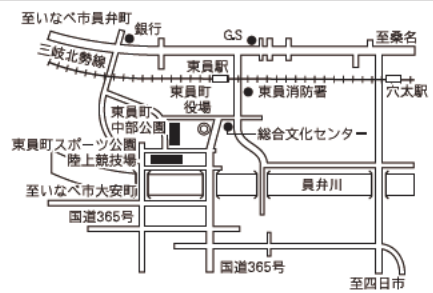 至いなべ市員弁町
銀行
G.S
至桑名
三岐北勢線
東員駅
穴太駅
東員町
役場
東員消防署
東員町
中部公園
総合文化センター
東員町スポーツ公園
陸上競技場
至いなべ市大安町
員弁川
国道365号
国道365号
至四日市